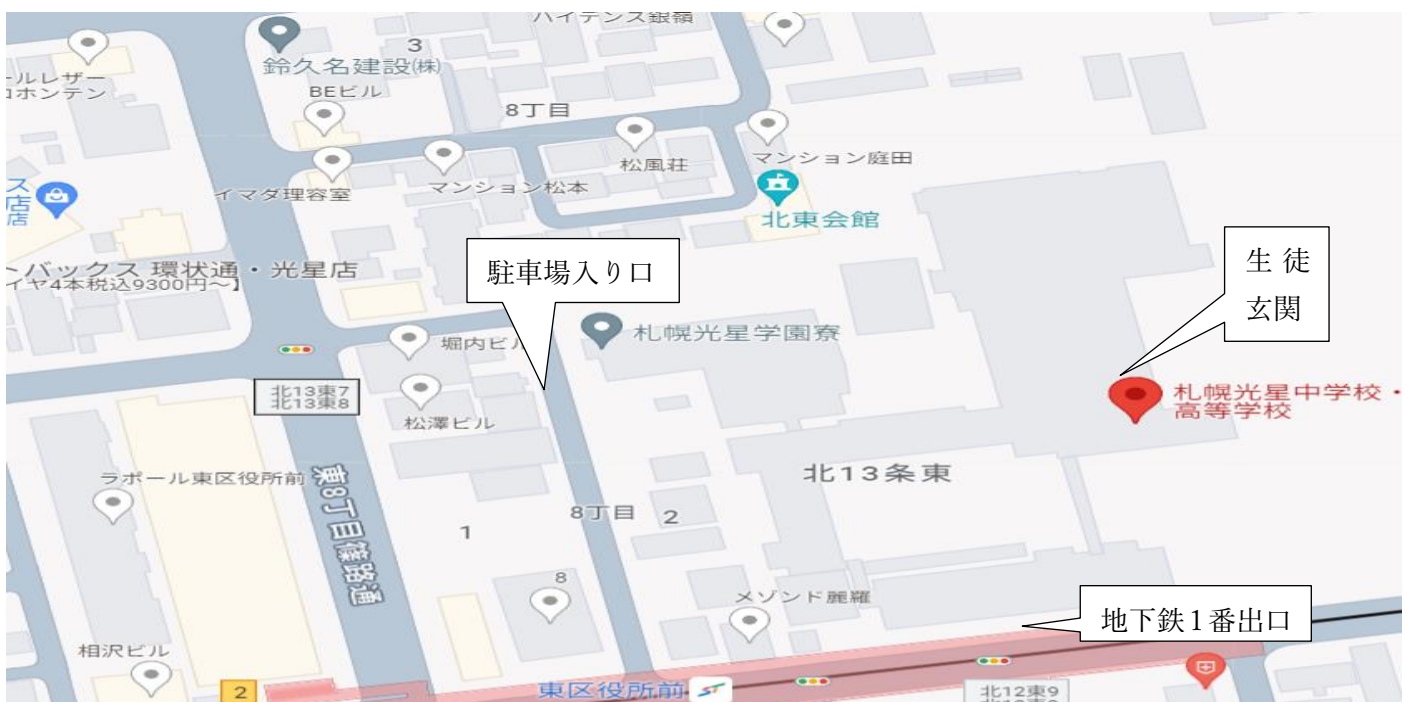 ハイテンス銀嶺
3
鈴久名建設㈱
ールレザー
コホンテン
BEビル
8丁目
松風荘
マンション庭田
イマダ理容室
マンション松本
ス
店
店
北東会館
駐車場入り口
生徒
玄関
トバックス 環状通・光星店
イヤ4本税込9300円〜】
堀内ビル
札幌光星学園寮
北13東7
北13東8
松澤ビル
札幌光星中学校・
高等学校
ラポール東区役所前
東8丁目篠路通
北13条東
1
8丁目
2
8
メゾンド麗羅
地下鉄1番出口
相沢ビル
2
東区役所前
ST
北12東9